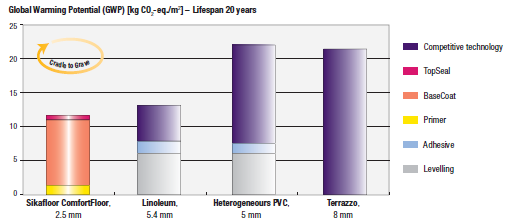 Global Warming Potential (GWP) [kg CO₂-eq./m²] – Lifespan 20 years
25
20
15
10
5
0
Cradle to Grave
Competitive technology
TopSeal
BaseCoat
Primer
Adhesive
Levelling
Sikafloor ComfortFloor,
2.5 mm
Linoleum,
5.4 mm
Heterogeneours PVC,
5 mm
Terrazzo,
8 mm